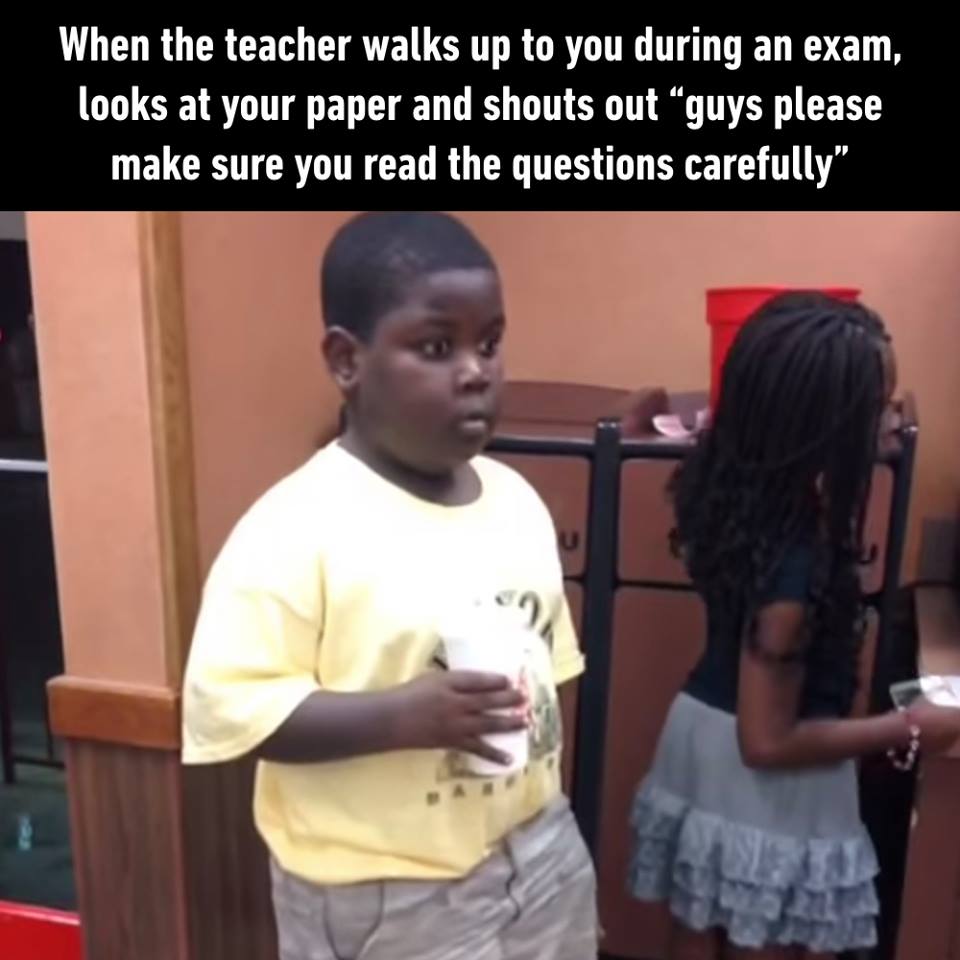 When the teacher walks up to you during an exam,
looks at your paper and shouts out “guys please
make sure you read the questions carefully”